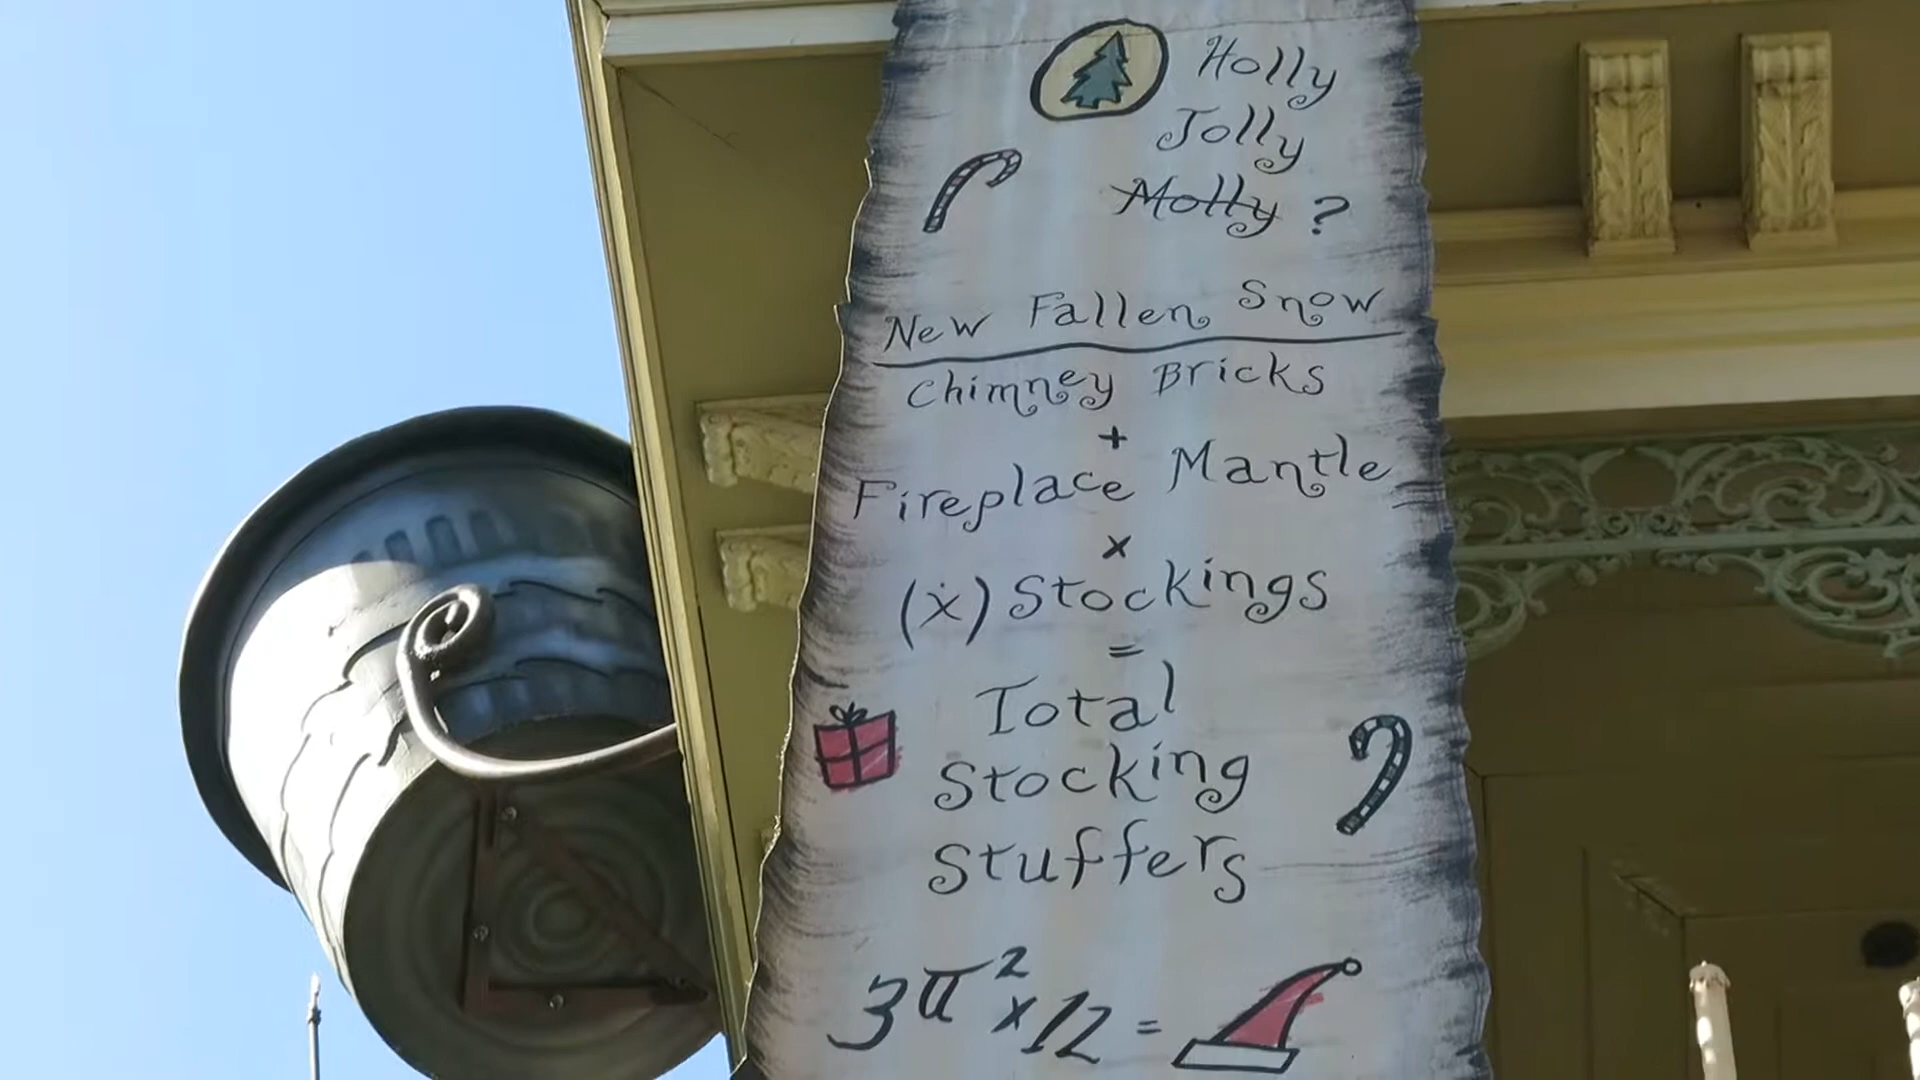 Holly
Jolly
Molly ?
New Fallen Snow
Chimney Bricks
+
Fireplace Mantle
x
(x) Stockings
=
Total
Stocking
Stuffers
3π² x 12 =